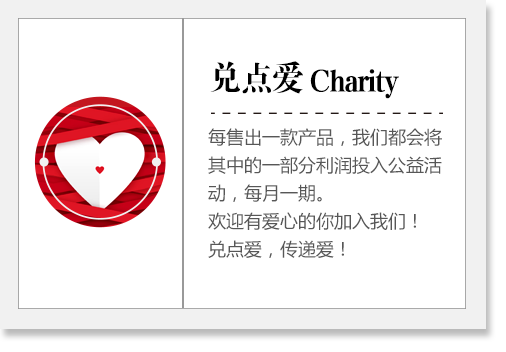 兑点爱 Charity
每售出一款产品，我们都会将
其中的一部分利润投入公益活
动，每月一期。
欢迎有爱心的你加入我们！
兑点爱，传递爱！